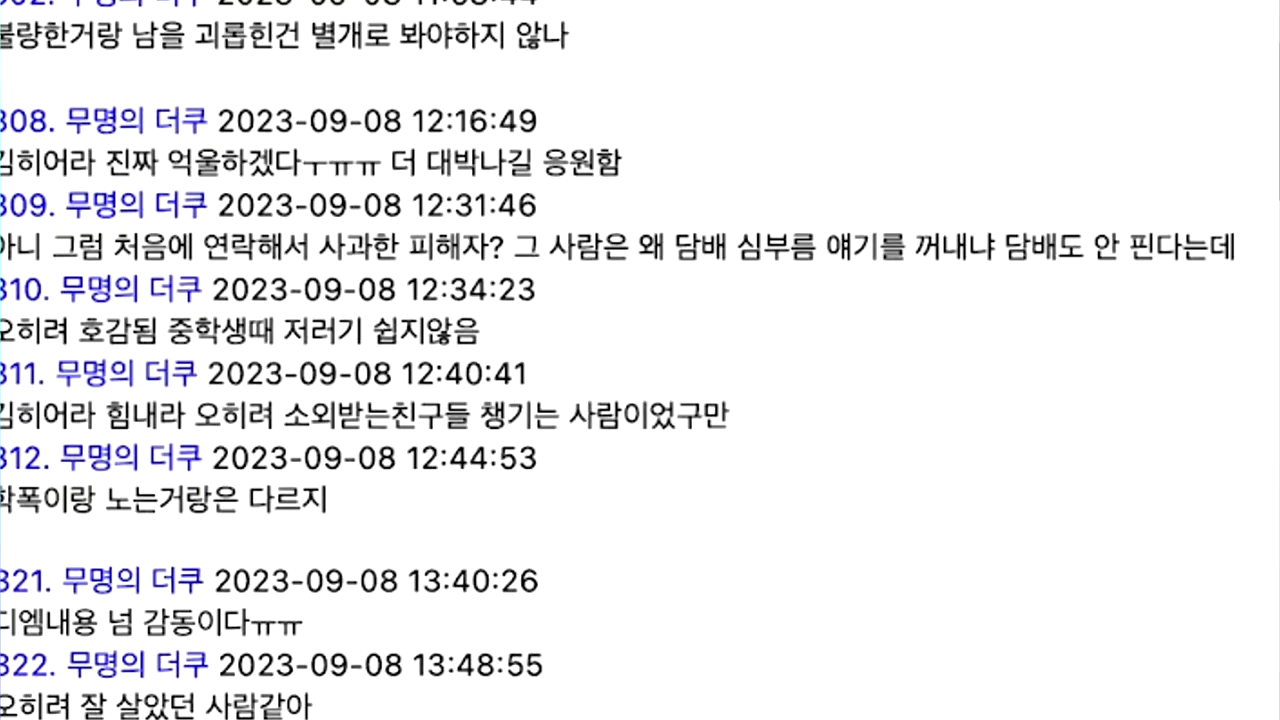 무명의 더쿠 2023-09-08
불량한거랑 남을 괴롭힌건 별개로 봐야하지 않나
308. 무명의 더쿠 2023-09-08 12:16:49
김히어라 진짜 억울하겠다ㅜㅠㅠ 더 대박나길 응원함
309. 무명의 더쿠 2023-09-08 12:31:46
아니 그럼 처음에 연락해서 사과한 피해자? 그 사람은 왜 담배 심부름 얘기를 꺼내냐 담배도 안 핀다는데
310. 무명의 더쿠 2023-09-08 12:34:23
오히려 호감됨 중학생때 저러기 쉽지않음
311. 무명의 더쿠 2023-09-08 12:40:41
김히어라 힘내라 오히려 소외받는친구들 챙기는 사람이었구만
312. 무명의 더쿠 2023-09-08 12:44:53
학폭이랑 노는거랑은 다르지
321. 무명의 더쿠 2023-09-08 13:40:26
디엠내용 넘 감동이다ㅠㅠ
322. 무명의 더쿠 2023-09-08 13:48:55
오히려 잘 살았던 사람같아